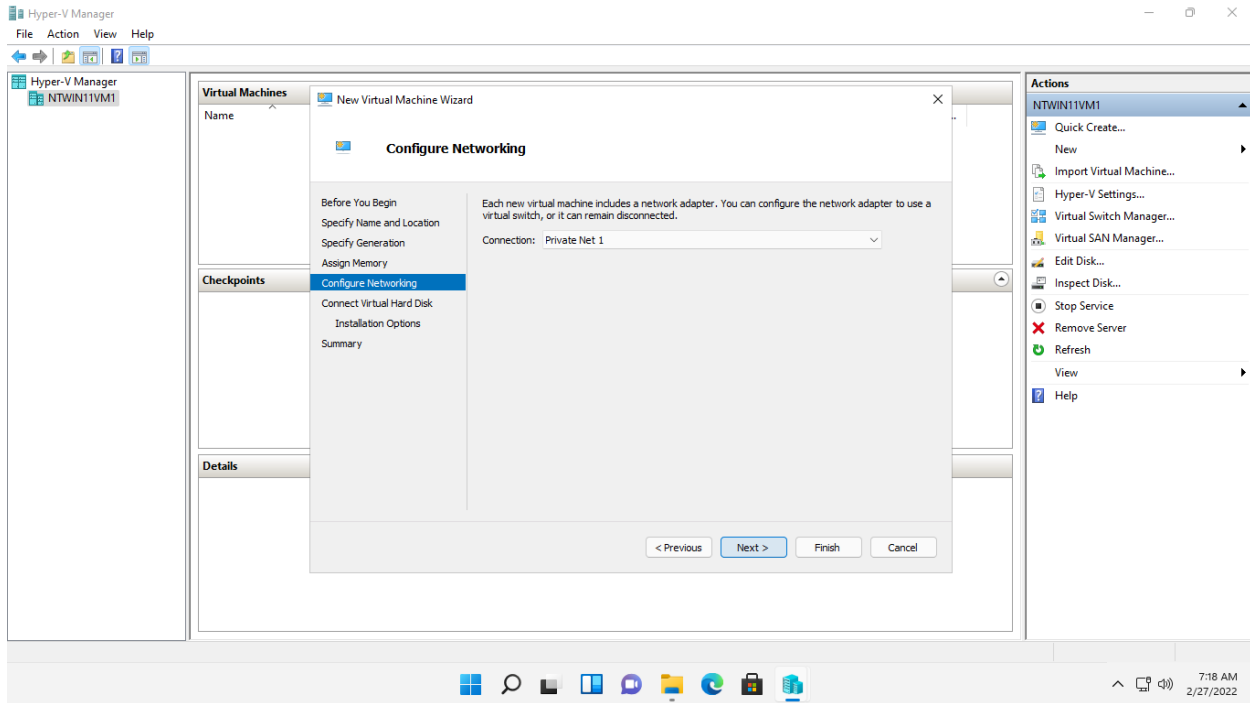 Hyper-V Manager
File Action View Help
Hyper-V Manager
NTWIN11VM1
Virtual Machines
Name
..
New Virtual Machine Wizard
Configure Networking
Before You Begin
Specify Name and Location
Specify Generation
Assign Memory
Configure Networking
Connect Virtual Hard Disk
Installation Options
Summary
Each new virtual machine includes a network adapter. You can configure the network adapter to use a
virtual switch, or it can remain disconnected.
Connection: Private Net 1
< Previous Next > Finish Cancel
Checkpoints
Details
Actions
NTWIN11VM1
Quick Create...
New
Import Virtual Machine...
Hyper-V Settings...
Virtual Switch Manager...
Virtual SAN Manager...
Edit Disk...
Inspect Disk...
Stop Service
Remove Server
Refresh
View
Help
7:18 AM
2/27/2022